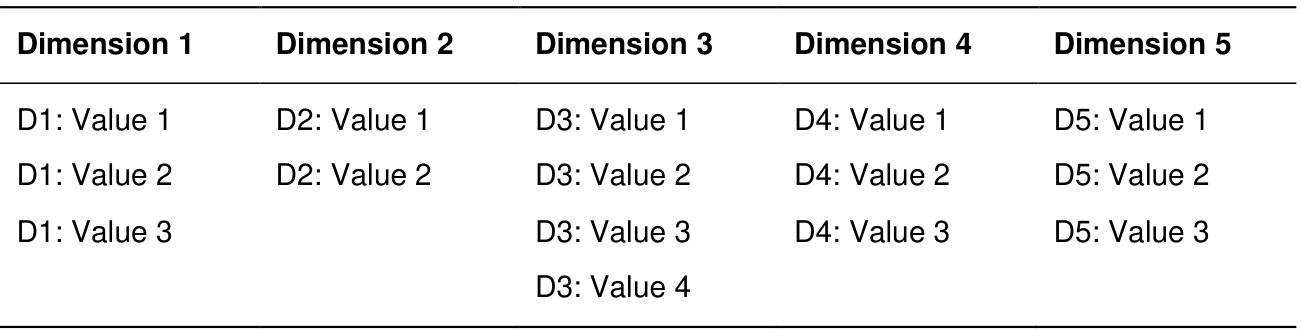 Dimension 1 Dimension 2 Dimension 3 Dimension 4 Dimension 5
D1: Value 1 D2: Value 1 D3: Value 1 D4: Value 1 D5: Value 1
D1: Value 2 D2: Value 2 D3: Value 2 D4: Value 2 D5: Value 2
D1: Value 3 D3: Value 3 D4: Value 3 D5: Value 3
D3: Value 4